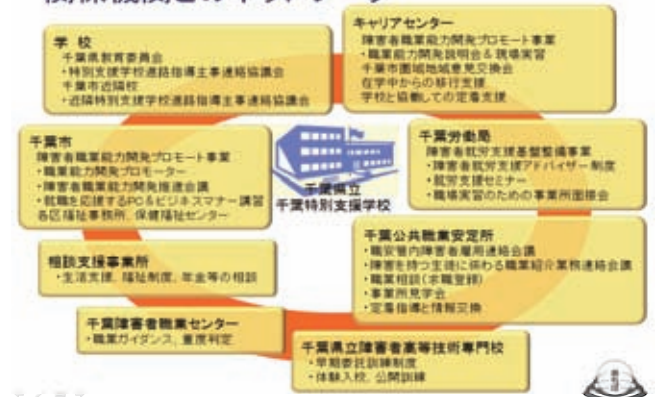 学 校
千葉県教育委員会
・特別支援学校進路指導主事連絡協議会
千葉市近隣校
・近隣特別支援学校進路指導主事連絡協議会
キャリアセンター
障害者職業能力開発プロモート事業
・職業能力開発説明会&現場実習
千葉市圏域地域意見交換会
在学中からの移行支援
学校と協働しての定着支援
千葉市
障害者職業能力開発プロモート事業
・職業能力開発プロモーター
・障害者職業能力開発推進会議
・就職を応援するPC&ビジネスマナー講習
各区福祉事務所、保健福祉センター
千葉県立
千葉特別支援学校
千葉労働局
障害者就労支援基盤整備事業
・障害者就労支援アドバイザー制度
・就労支援セミナー
・職場実習のための事業所面接会
相談支援事業所
・生活支援、福祉制度、年金等の相談
千葉公共職業安定所
・職安管内障害者雇用連絡会議
・障害を持つ生徒に係わる職業紹介業務連絡会議
・職業相談(求職登録)
・事業所見学会
・定着指導と情報交換
千葉障害者職業センター
・職業ガイダンス、重度判定
千葉県立障害者高等技術専門校
・早期委託訓練制度
・体験入校、公開訓練